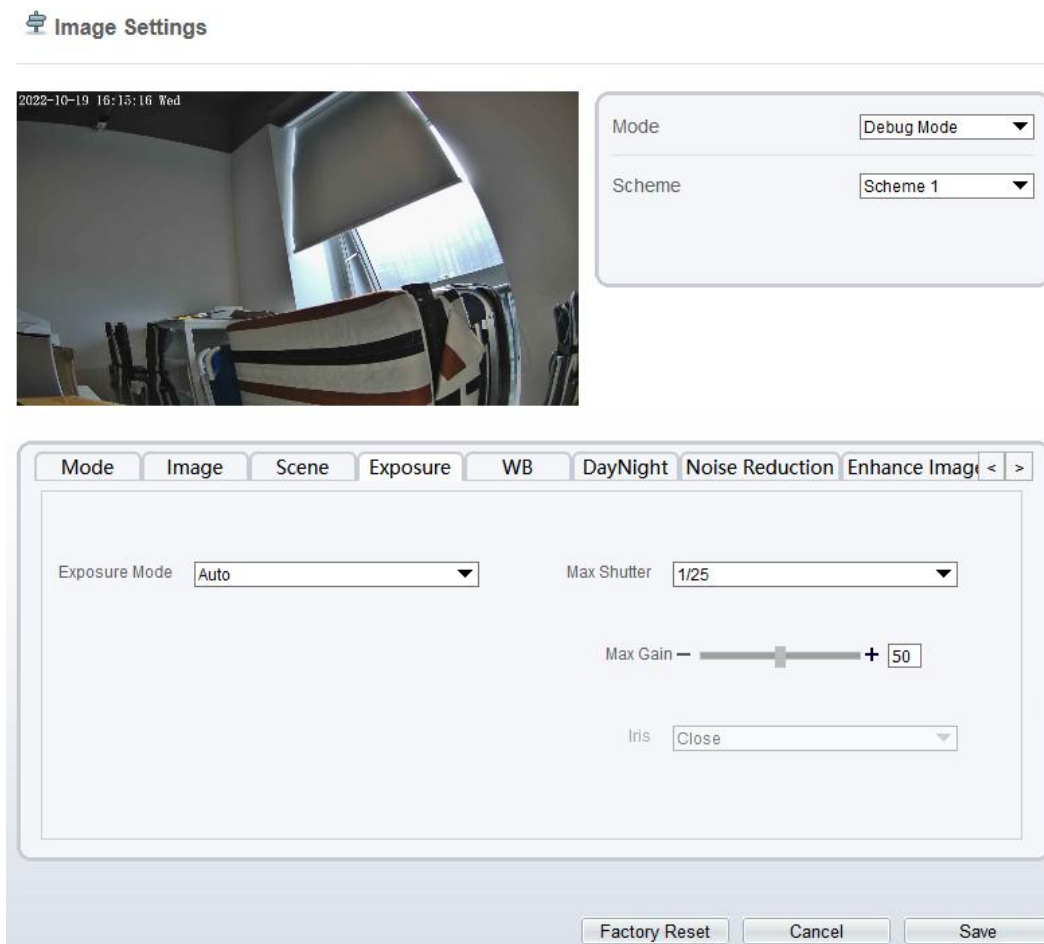 Image Settings
2022-10-19 16:15:16 Wed
Mode Debug Mode
Scheme Scheme 1
Mode Image Scene Exposure WB DayNight Noise Reduction Enhance Image < >
Exposure Mode Auto Max Shutter 1/25
Max Gain − + 50
Iris Close
Factory Reset Cancel Save